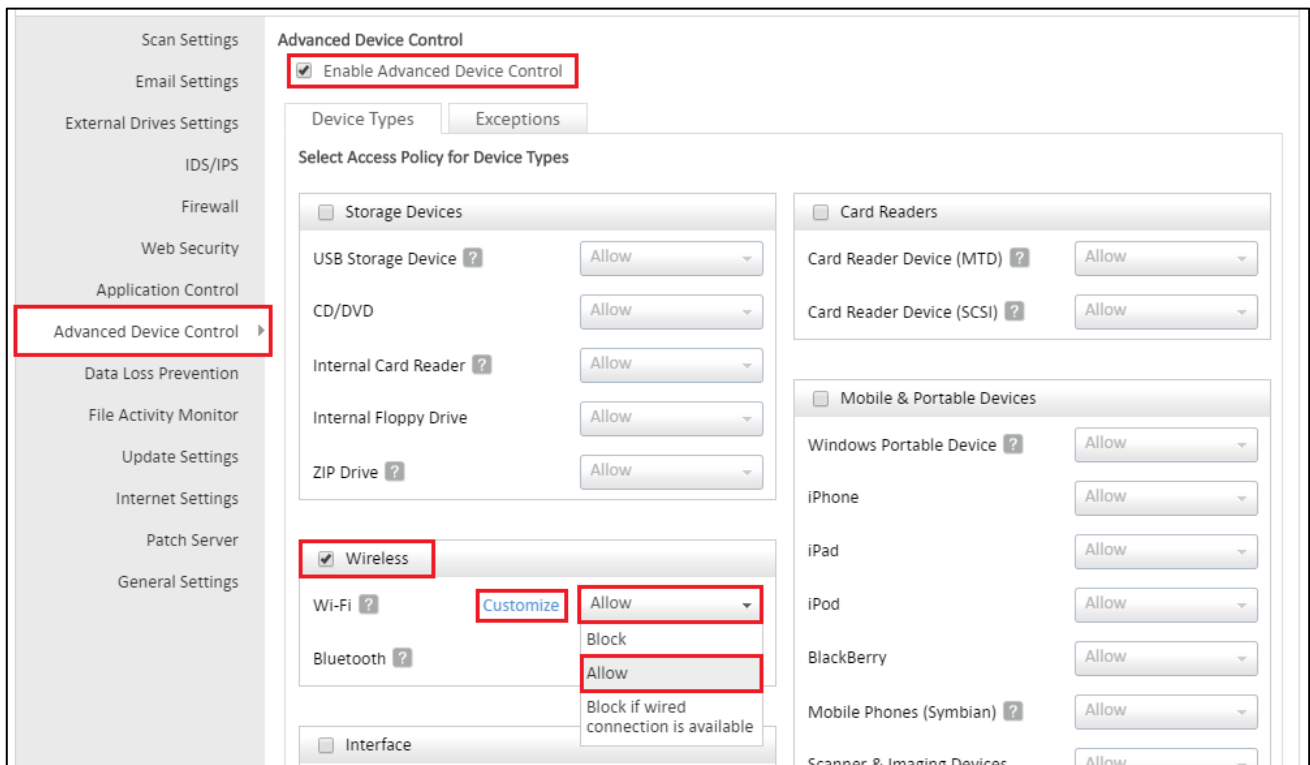 Scan Settings
Email Settings
External Drives Settings
IDS/IPS
Firewall
Web Security
Application Control
Advanced Device Control
Data Loss Prevention
File Activity Monitor
Update Settings
Internet Settings
Patch Server
General Settings
Advanced Device Control
Enable Advanced Device Control
Device Types Exceptions
Select Access Policy for Device Types
Storage Devices
USB Storage Device ? Allow
CD/DVD Allow
Internal Card Reader ? Allow
Internal Floppy Drive Allow
ZIP Drive ? Allow
Wireless
Wi-Fi ? Customize Allow
Block
Allow
Block if wired
connection is available
Bluetooth ?
Interface
Card Readers
Card Reader Device (MTD) ? Allow
Card Reader Device (SCSI) ? Allow
Mobile & Portable Devices
Windows Portable Device ? Allow
iPhone Allow
iPad Allow
iPod Allow
BlackBerry Allow
Mobile Phones (Symbian) ? Allow
Scanner & Imaging Devices Allow